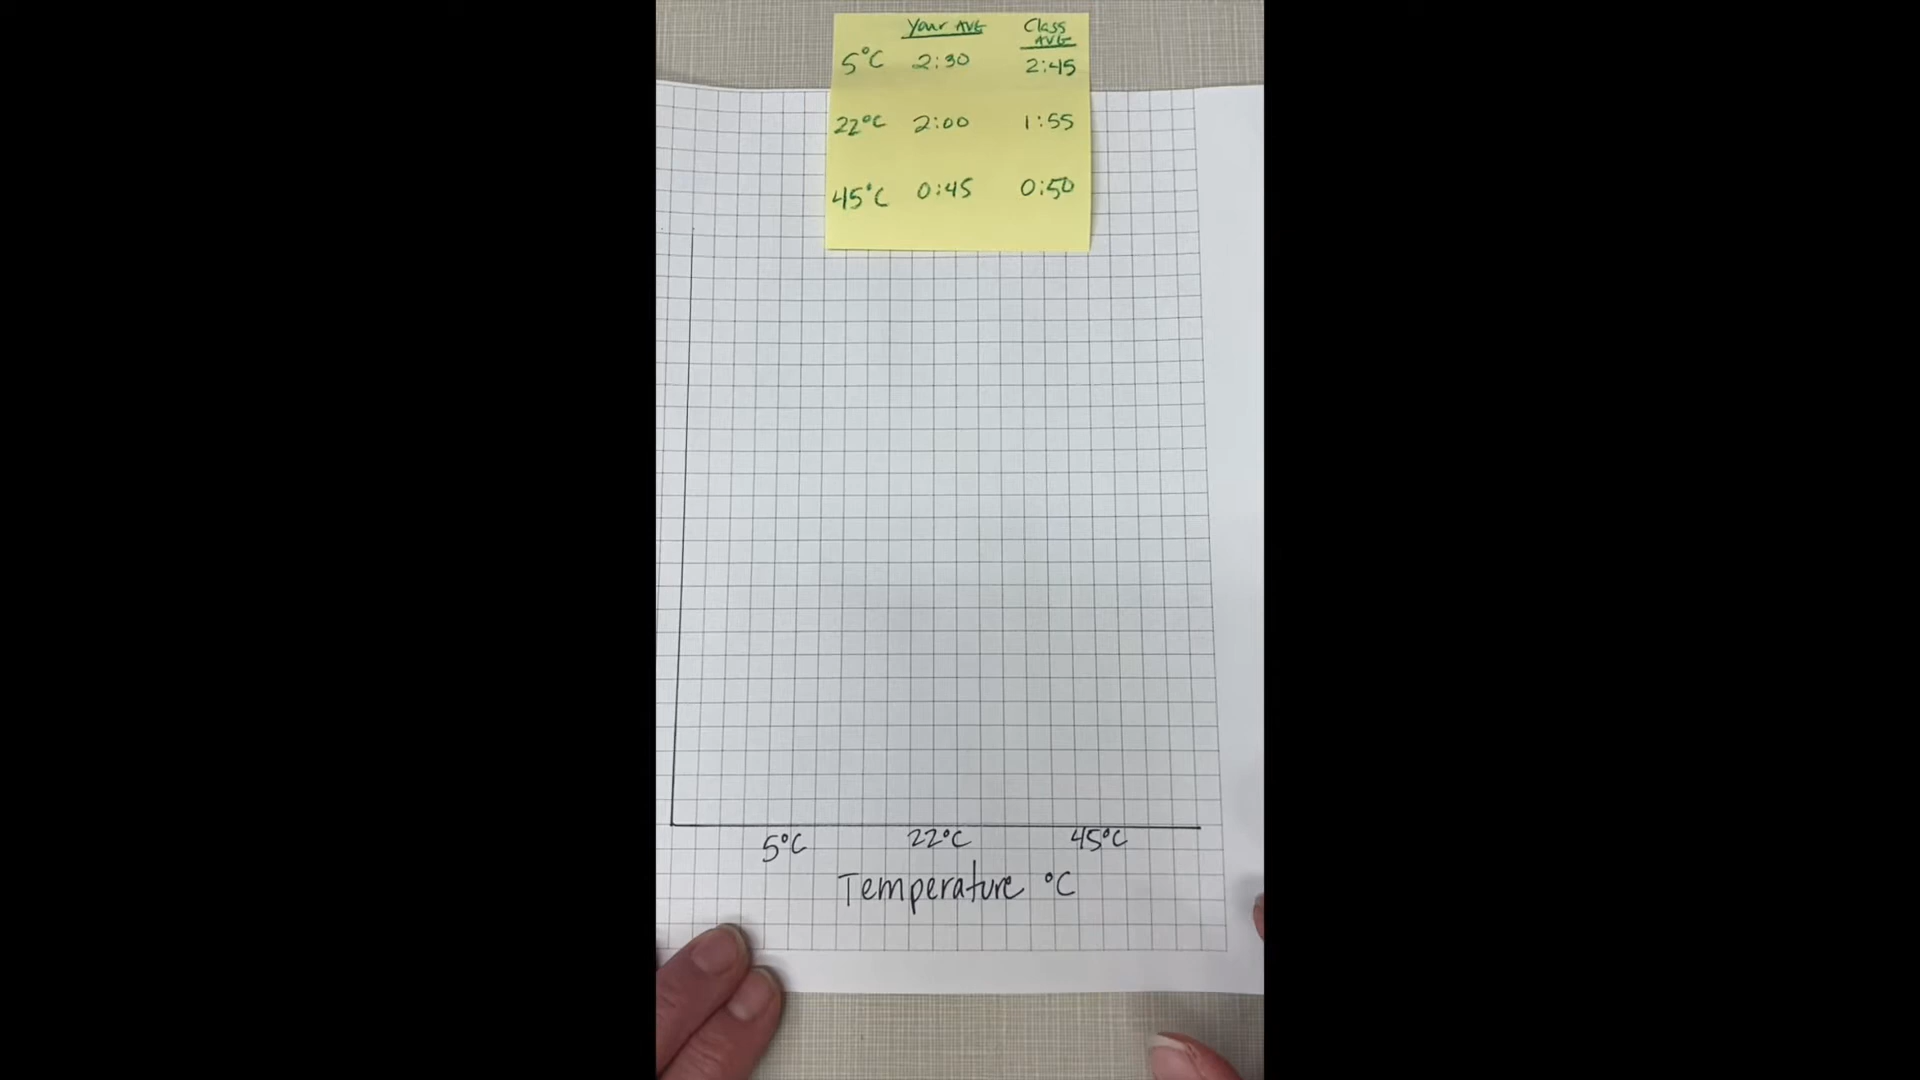 Your AVG Class AVG
5°C 2:30 2:45
22°C 2:00 1:55
45°C 0:45 0:50
5°C 22°C 45°C
Temperature °C